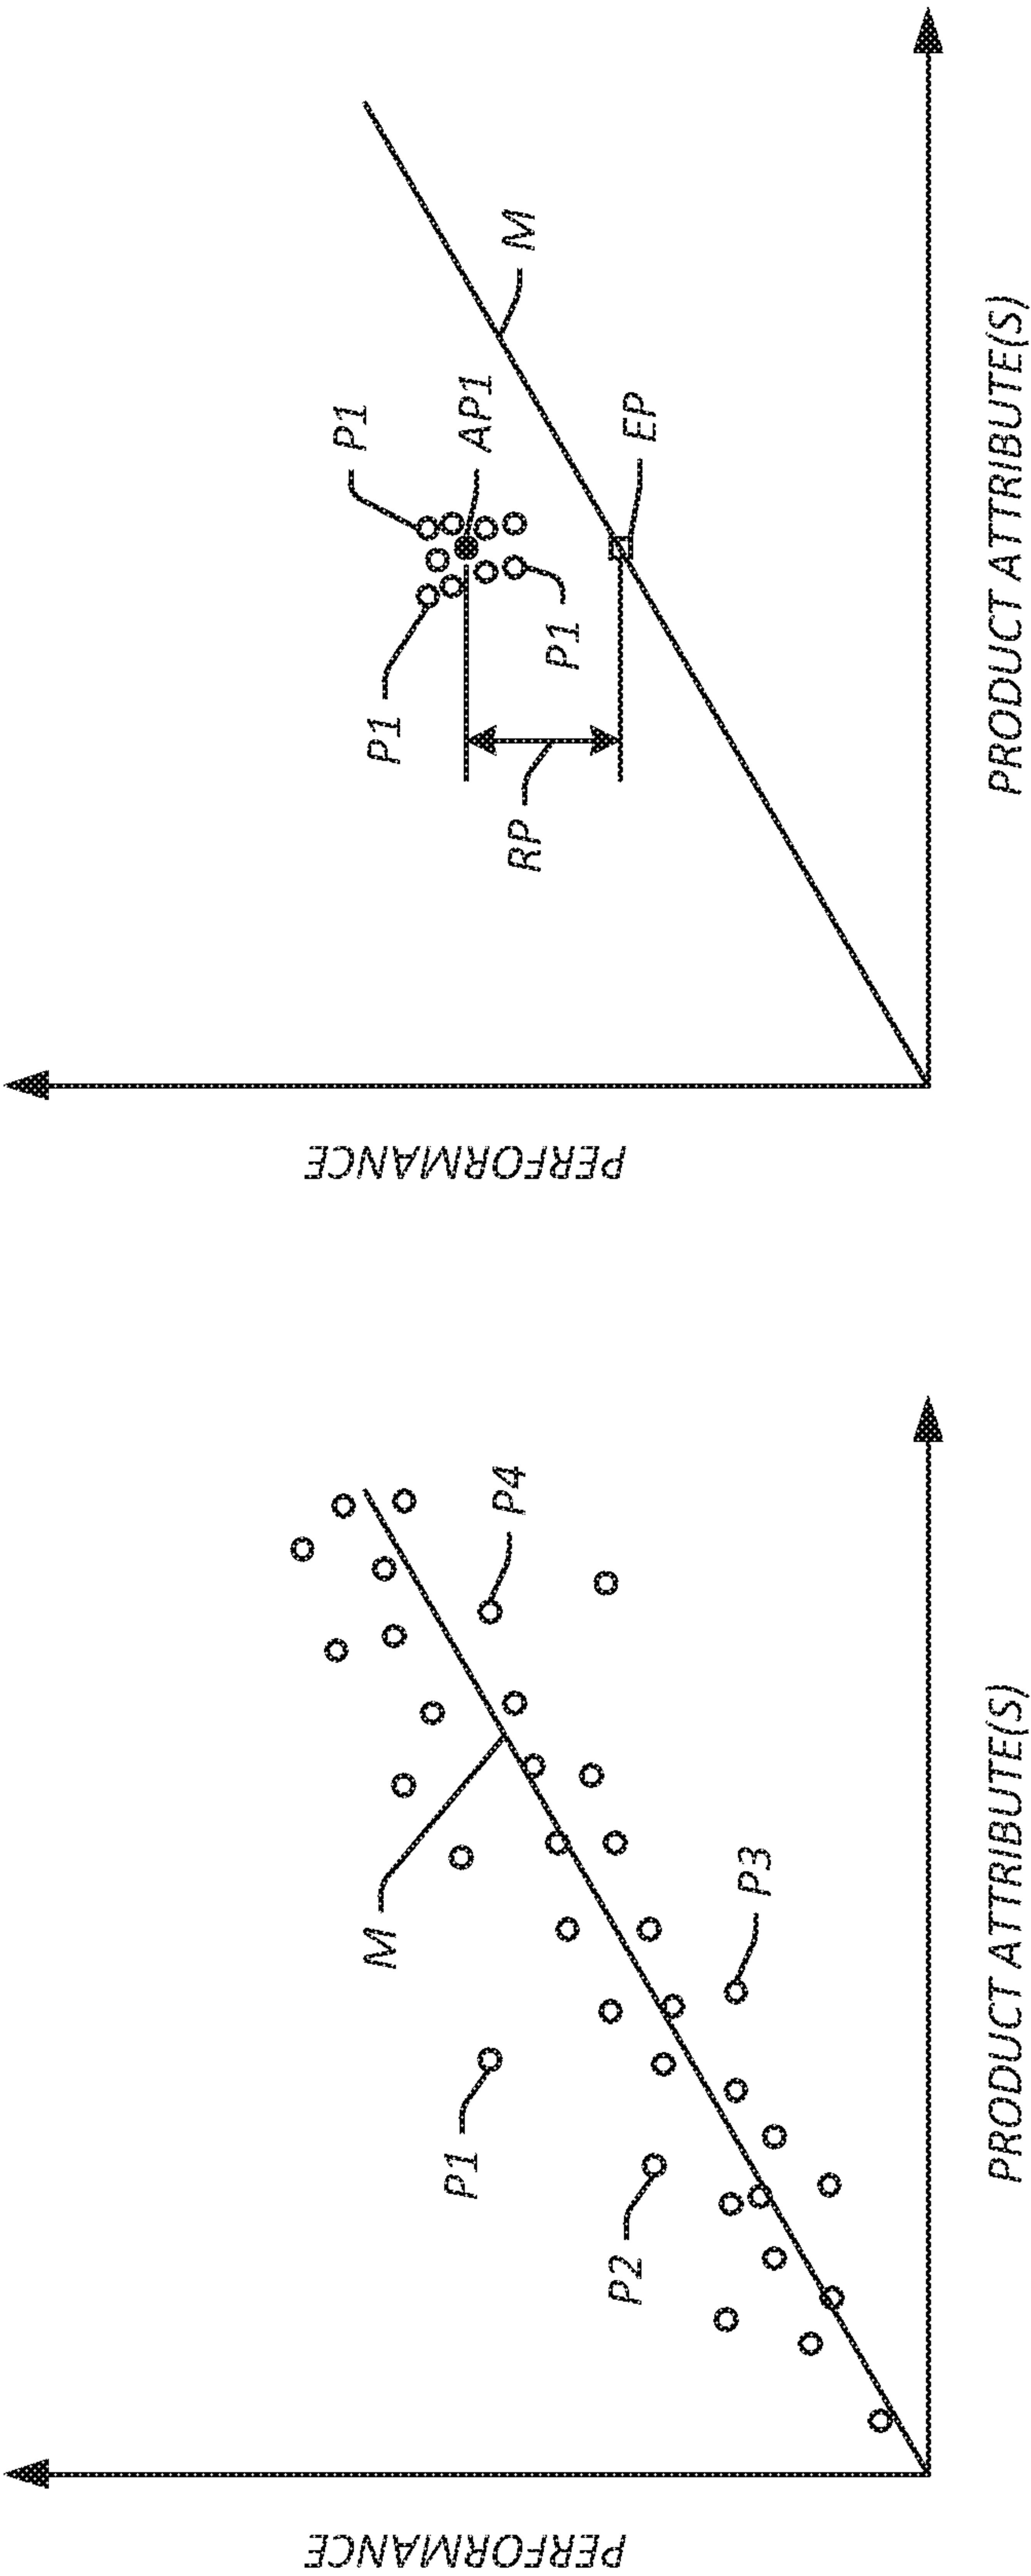 PERFORMANCE
P1
P2
M
P3
P4
PRODUCT ATTRIBUTE(S)
PERFORMANCE
P1
P1
AP1
RP
P1
EP
M
PRODUCT ATTRIBUTE(S)